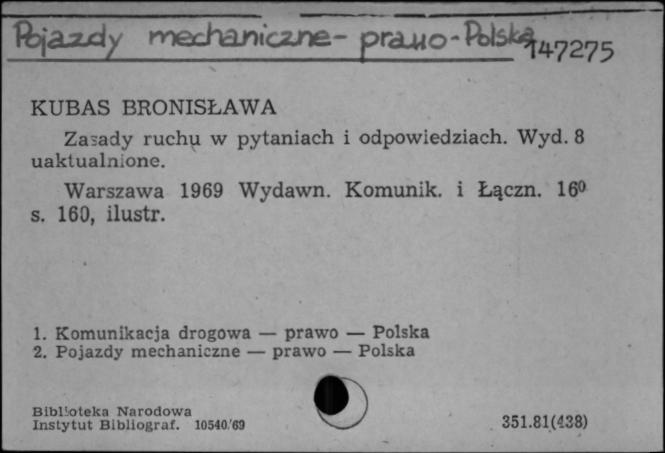 Pojazdy mechaniczne - prawo - Polska
147275
KUBAS BRONISŁAWA
Zasady ruchu w pytaniach i odpowiedziach. Wyd. 8
uaktualnione.
Warszawa 1969 Wydawn. Komunik. i Łączn. 16⁰
s. 160, ilustr.
1. Komunikacja drogowa — prawo — Polska
2. Pojazdy mechaniczne — prawo — Polska
Biblioteka Narodowa
Instytut Bibliograf. 10540/69
351.81(438)